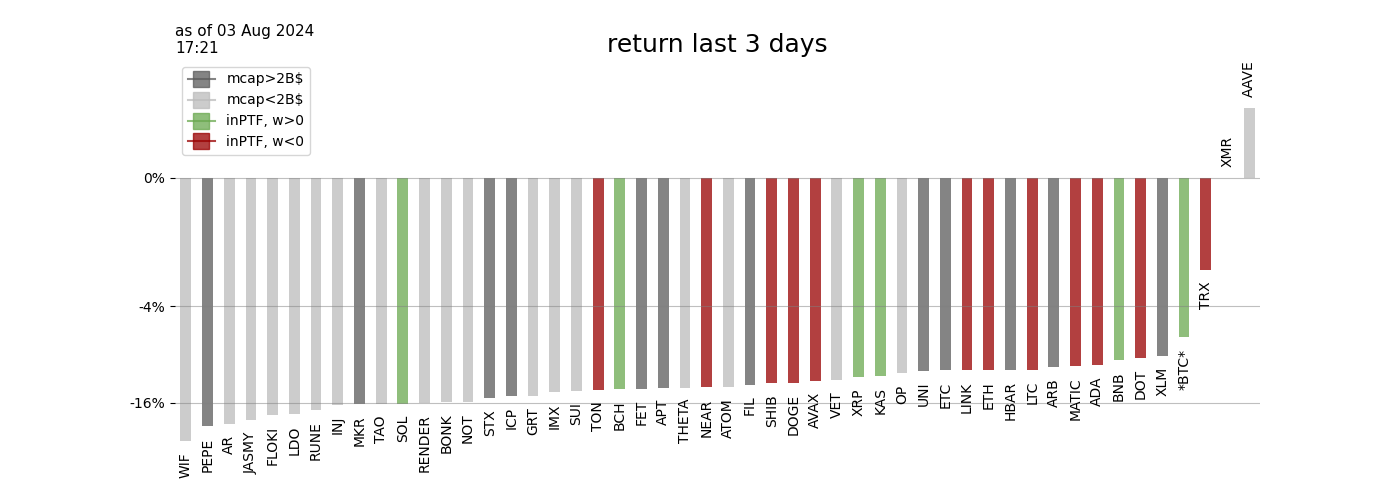 as of 03 Aug 2024
17:21
return last 3 days
mcap>2B$
mcap<2B$
inPTF, w>0
inPTF, w<0
0%
-4%
-16%
WIF
PEPE
AR
JASMY
FLOKI
LDO
RUNE
INJ
MKR
TAO
SOL
RENDER
BONK
NOT
STX
ICP
GRT
IMX
SUI
TON
BCH
FET
APT
THETA
NEAR
ATOM
FIL
SHIB
DOGE
AVAX
VET
XRP
KAS
OP
UNI
ETC
LINK
ETH
HBAR
LTC
ARB
MATIC
ADA
BNB
DOT
XLM
*BTC*
TRX
XMR
AAVE